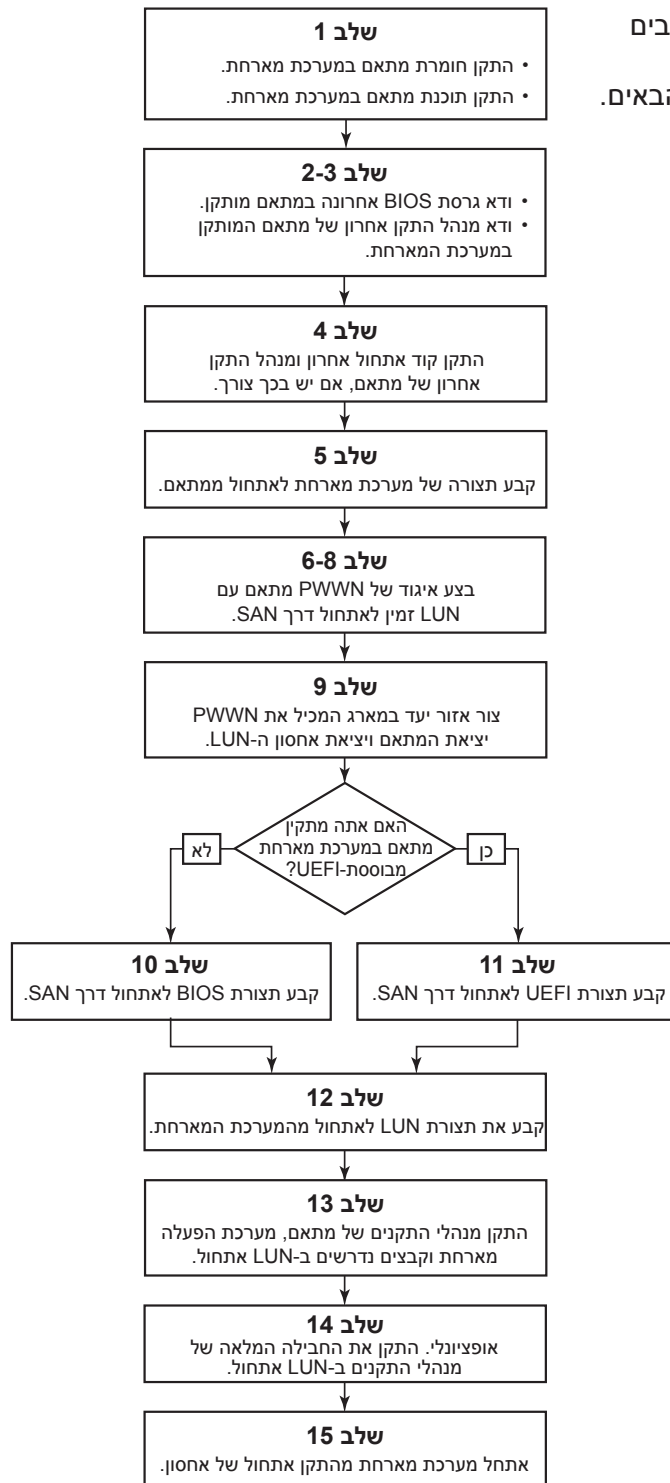 בים
הבאים.
שלב 1
• התקן חומרת מתאם במערכת מארחת.
• התקן תוכנת מתאם במערכת מארחת.
שלב 2-3
• ודא גרסת BIOS אחרונה במתאם מותקן.
• ודא מנהל התקן אחרון של מתאם המותקן
במערכת המארחת.
שלב 4
התקן קוד אתחול אחרון ומנהל התקן
אחרון של מתאם, אם יש בכך צורך.
שלב 5
קבע תצורה של מערכת מארחת לאתחול ממתאם.
שלב 6-8
בצע איגוד של PWWN מתאם עם
LUN זמין לאתחול דרך SAN.
שלב 9
צור אזור יעד במארג המכיל את PWWN
יציאת המתאם ויציאת אחסון ה-LUN.
האם אתה מתקין
מתאם במערכת מארחת
מבוססת-UEFI?
כן
לא
שלב 11
קבע תצורת UEFI לאתחול דרך SAN.
שלב 10
קבע תצורת BIOS לאתחול דרך SAN.
שלב 12
קבע את תצורת LUN לאתחול מהמערכת המארחת.
שלב 13
התקן מנהלי התקנים של מתאם, מערכת הפעלה
מארחת וקבצים נדרשים ב-LUN אתחול.
שלב 14
אופציונלי. התקן את החבילה המלאה של
מנהלי התקנים ב-LUN אתחול.
שלב 15
אתחל מערכת מארחת מהתקן אתחול של אחסון.